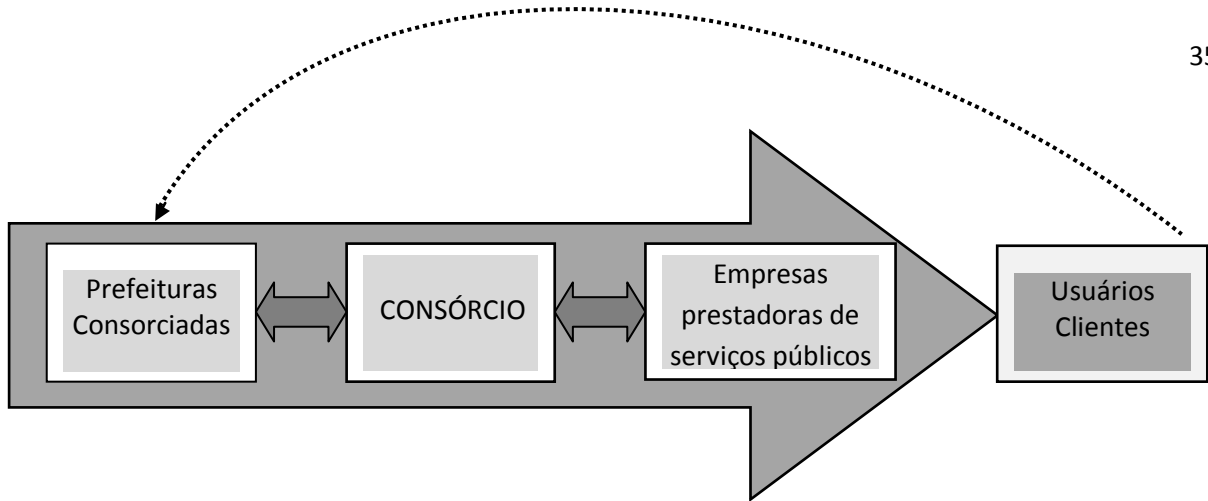 35
Prefeituras
Consorciadas
CONSÓRCIO
Empresas
prestadoras de
serviços públicos
Usuários
Clientes